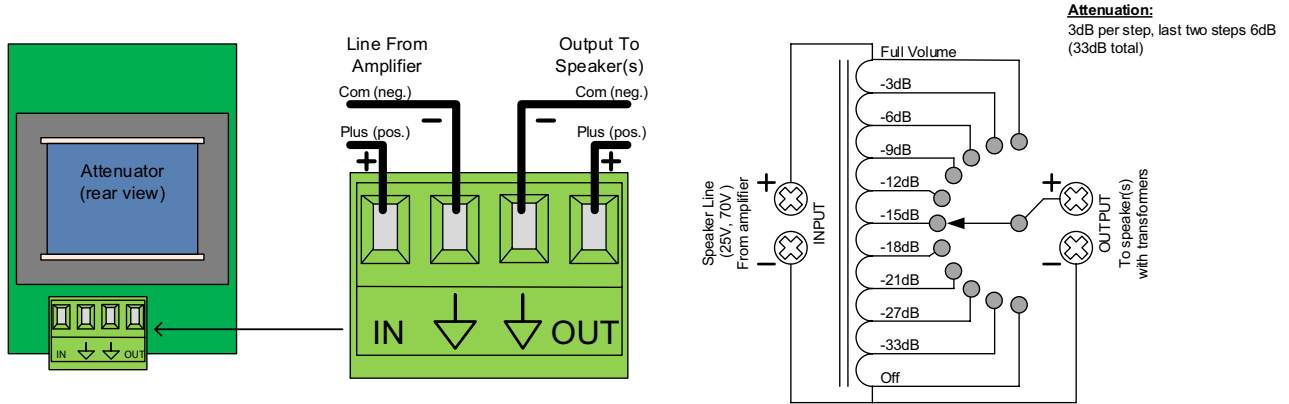 Attenuator
(rear view)
IN
OUT
Line From
Amplifier
Com (neg.)
Plus (pos.)
Output To
Speaker(s)
Com (neg.)
Plus (pos.)
−
−
+
+
IN
OUT
Attenuation:
3dB per step, last two steps 6dB
(33dB total)
Full Volume
-3dB
-6dB
-9dB
-12dB
-15dB
-18dB
-21dB
-27dB
-33dB
Off
Speaker Line
(25V, 70V)
From amplifier
+
−
INPUT
+
−
OUTPUT
To speaker(s)
with transformers